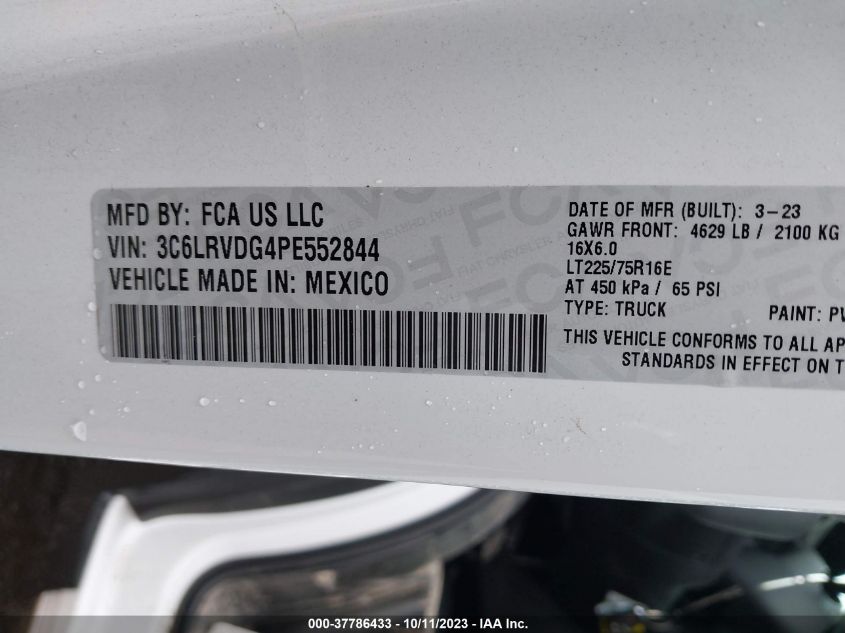 MFD BY: FCA US LLC
VIN: 3C6LRVDG4PE552844
VEHICLE MADE IN: MEXICO
DATE OF MFR (BUILT): 3-23
GAWR FRONT: 4629 LB / 2100 KG
16X6.0
LT225/75R16E
AT 450 kPa / 65 PSI
TYPE: TRUCK PAINT: PV
THIS VEHICLE CONFORMS TO ALL AP
STANDARDS IN EFFECT ON T
000-37786433 - 10/11/2023 - IAA Inc.